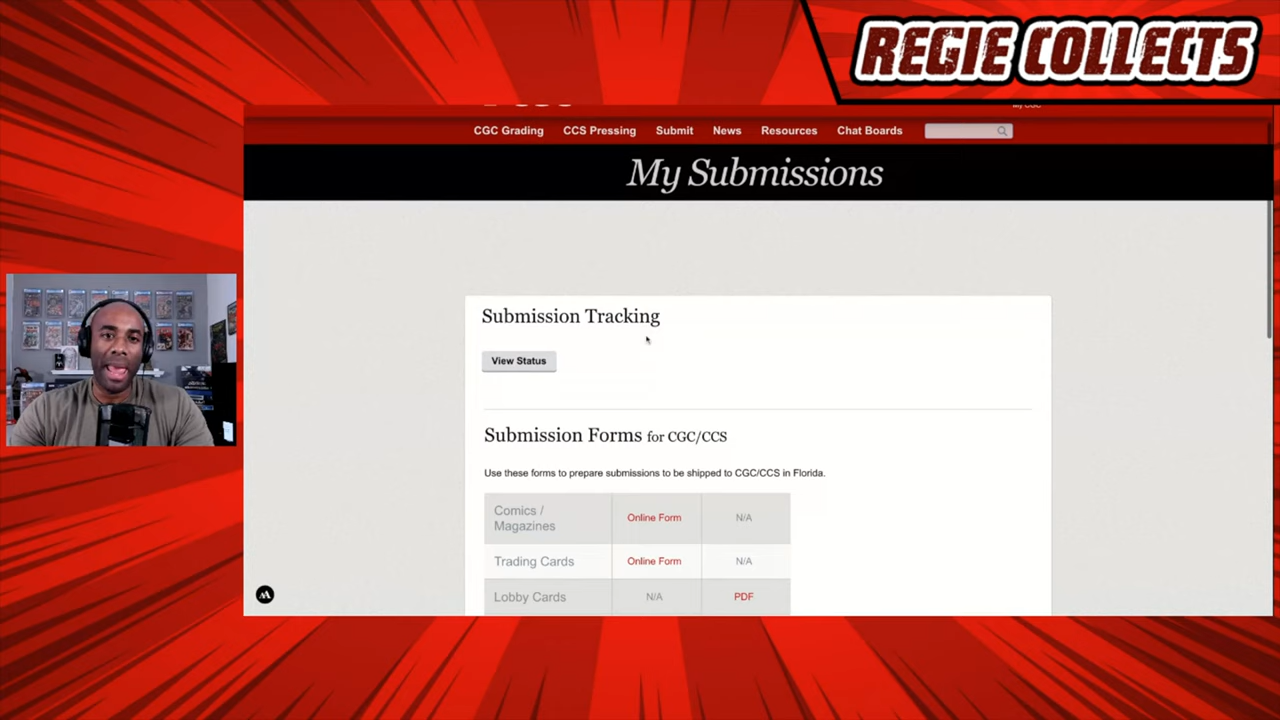 REGIE COLLECTS
My CGC
CGC Grading CCS Pressing Submit News Resources Chat Boards
My Submissions
Submission Tracking
View Status
Submission Forms for CGC/CCS
Use these forms to prepare submissions to be shipped to CGC/CCS in Florida.
Comics / Magazines
Online Form
N/A
Trading Cards
Online Form
N/A
Lobby Cards
N/A
PDF